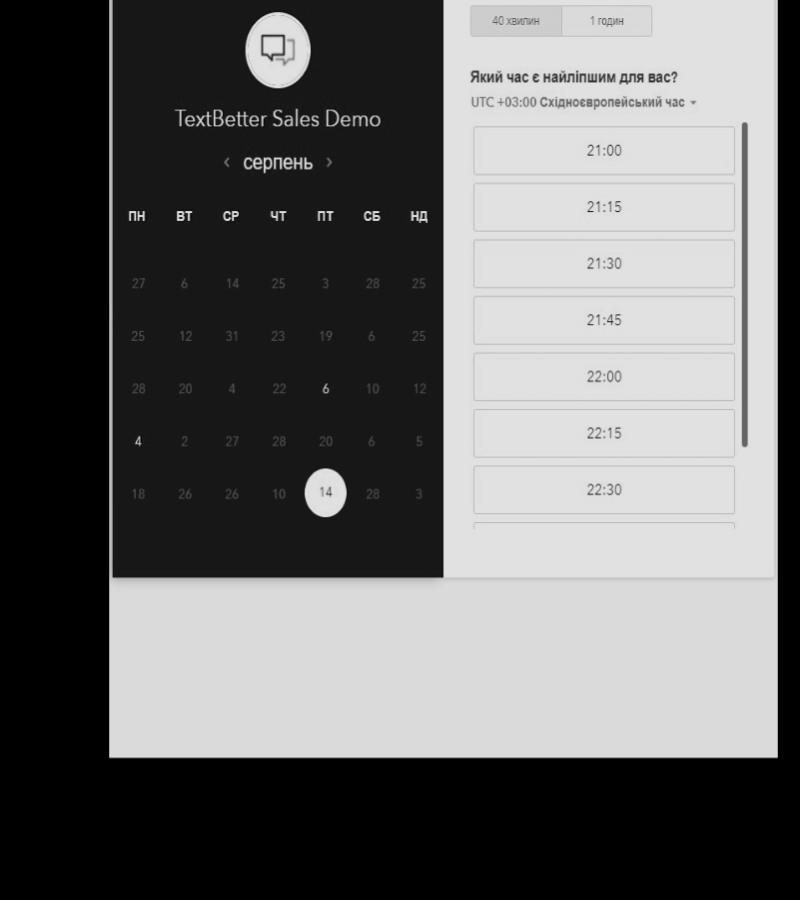 TextBetter Sales Demo
‹ серпень ›
ПН ВТ СР ЧТ ПТ СБ НД
27 6 14 25 3 28 25
25 12 31 23 19 6 25
28 20 4 22 6 10 12
4 2 27 28 20 6 5
18 26 26 10 14 28 3
40 хвилин 1 годин
Який час є найліпшим для вас?
UTC +03:00 Східноєвропейський час
21:00
21:15
21:30
21:45
22:00
22:15
22:30